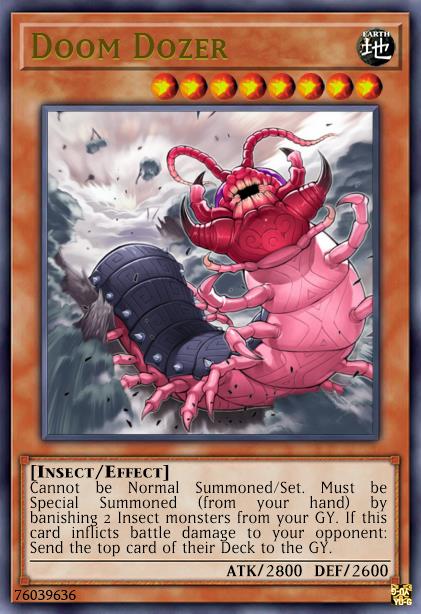 Doom Dozer
EARTH
地
[Insect/Effect]
Cannot be Normal Summoned/Set. Must be
Special Summoned (from your hand) by
banishing 2 Insect monsters from your GY. If this
card inflicts battle damage to your opponent:
Send the top card of their Deck to the GY.
ATK/2800 DEF/2600
76039636